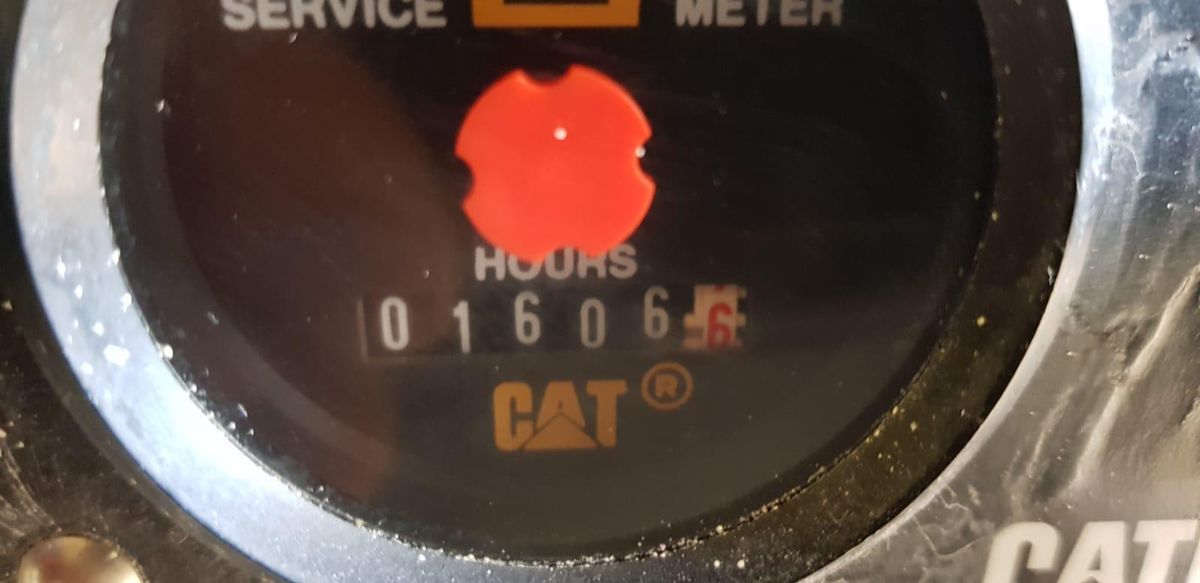 SERVICE METER
HOURS
016066
CAT ®
CAT